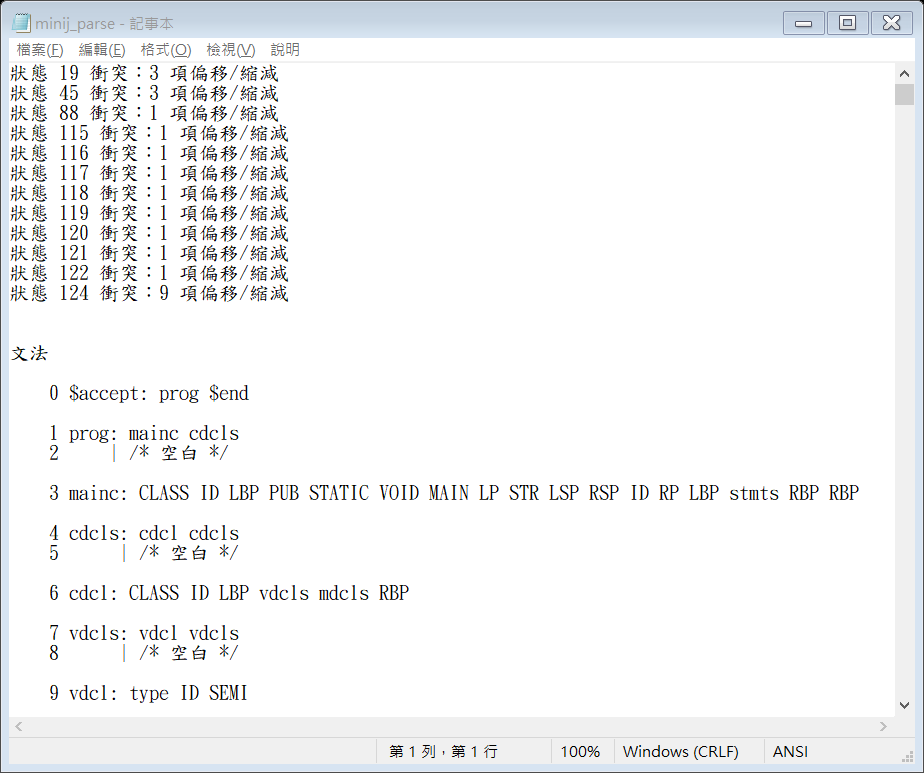 minij_parse - 記事本
檔案(F) 編輯(E) 格式(O) 檢視(V) 說明
狀態 19 衝突：3 項偏移/縮減
狀態 45 衝突：3 項偏移/縮減
狀態 88 衝突：1 項偏移/縮減
狀態 115 衝突：1 項偏移/縮減
狀態 116 衝突：1 項偏移/縮減
狀態 117 衝突：1 項偏移/縮減
狀態 118 衝突：1 項偏移/縮減
狀態 119 衝突：1 項偏移/縮減
狀態 120 衝突：1 項偏移/縮減
狀態 121 衝突：1 項偏移/縮減
狀態 122 衝突：1 項偏移/縮減
狀態 124 衝突：9 項偏移/縮減
文法
0 $accept: prog $end
1 prog: mainc cdcls
2 | /* 空白 */
3 mainc: CLASS ID LBP PUB STATIC VOID MAIN LP STR LSP RSP ID RP LBP stmts RBP RBP
4 cdcls: cdcl cdcls
5 | /* 空白 */
6 cdcl: CLASS ID LBP vdcls mdcls RBP
7 vdcls: vdcl vdcls
8 | /* 空白 */
9 vdcl: type ID SEMI
第 1 列，第 1 行 100% Windows (CRLF) ANSI